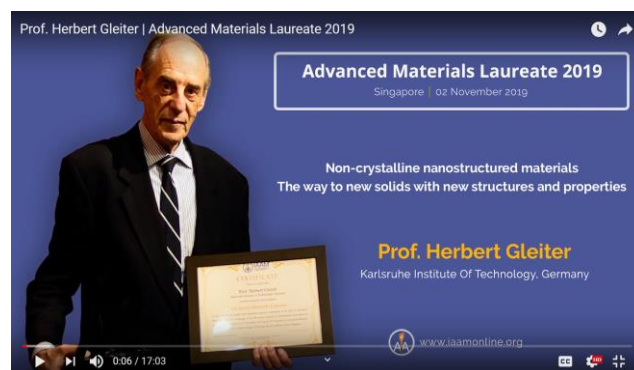 Prof. Herbert Gleiter | Advanced Materials Laureate 2019
Advanced Materials Laureate 2019
Singapore | 02 November 2019
Non-crystalline nanostructured materials
The way to new solids with new structures and properties
Prof. Herbert Gleiter
Karlsruhe Institute Of Technology, Germany
CERTIFICATE
www.iaamonline.org
0:06 / 17:03
CC
HD